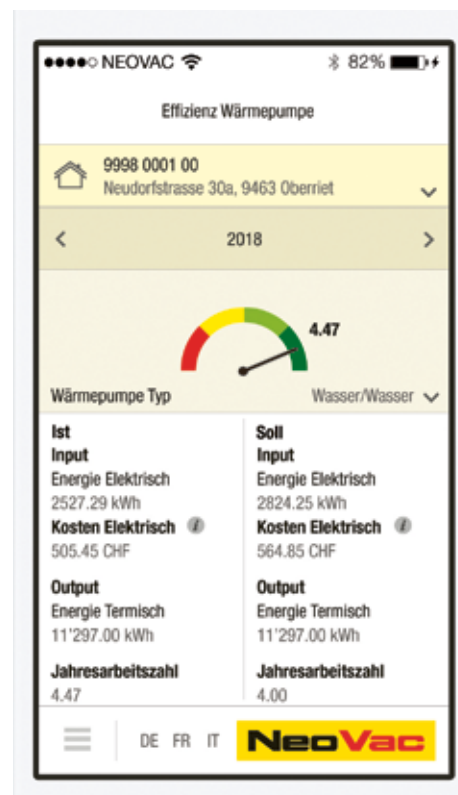 NEOVAC 82%
Effizienz Wärmepumpe
9998 0001 00
Neudorfstrasse 30a, 9463 Oberriet
2018
4.47
Wärmepumpe Typ Wasser/Wasser
Ist
Input
Energie Elektrisch
2527.29 kWh
Kosten Elektrisch i
505.45 CHF
Output
Energie Termisch
11'297.00 kWh
Jahresarbeitszahl
4.47
Soll
Input
Energie Elektrisch
2824.25 kWh
Kosten Elektrisch i
564.85 CHF
Output
Energie Termisch
11'297.00 kWh
Jahresarbeitszahl
4.00
DE FR IT NeoVac